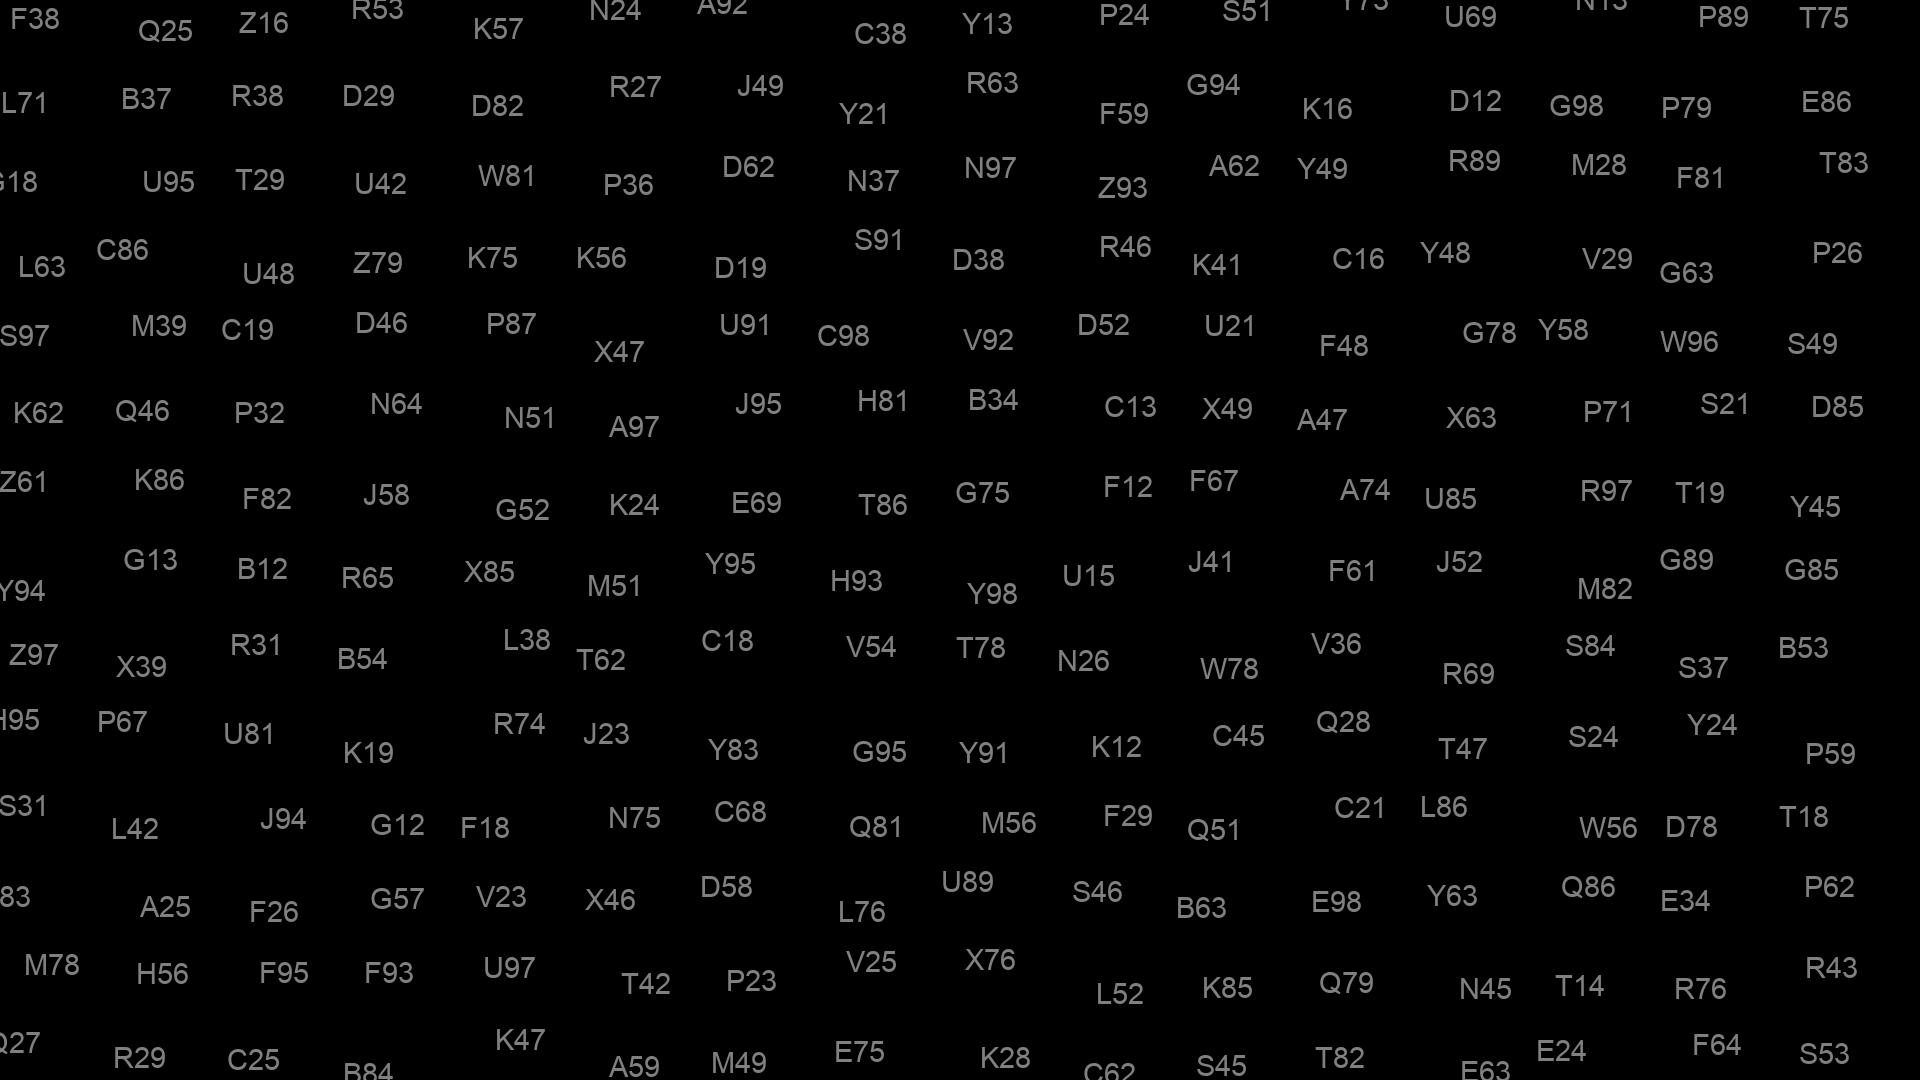 F38 Q25 Z16 R53 K57 N24 A92 C38 Y13 P24 S51 Y73 U69 N13 P89 T75
L71 B37 R38 D29 D82 R27 J49 Y21 R63 F59 G94 K16 D12 G98 P79 E86
G18 U95 T29 U42 W81 P36 D62 N37 N97 Z93 A62 Y49 R89 M28 F81 T83
L63 C86 U48 Z79 K75 K56 D19 S91 D38 R46 K41 C16 Y48 V29 G63 P26
S97 M39 C19 D46 P87 X47 U91 C98 V92 D52 U21 F48 G78 Y58 W96 S49
K62 Q46 P32 N64 N51 A97 J95 H81 B34 C13 X49 A47 X63 P71 S21 D85
Z61 K86 F82 J58 G52 K24 E69 T86 G75 F12 F67 A74 U85 R97 T19 Y45
Y94 G13 B12 R65 X85 M51 Y95 H93 Y98 U15 J41 F61 J52 M82 G89 G85
Z97 X39 R31 B54 L38 T62 C18 V54 T78 N26 W78 V36 R69 S84 S37 B53
H95 P67 U81 K19 R74 J23 Y83 G95 Y91 K12 C45 Q28 T47 S24 Y24 P59
S31 L42 J94 G12 F18 N75 C68 Q81 M56 F29 Q51 C21 L86 W56 D78 T18
83 A25 F26 G57 V23 X46 D58 L76 U89 S46 B63 E98 Y63 Q86 E34 P62
M78 H56 F95 F93 U97 T42 P23 V25 X76 L52 K85 Q79 N45 T14 R76 R43
Q27 R29 C25 B84 K47 A59 M49 E75 K28 C62 S45 T82 E63 E24 F64 S53